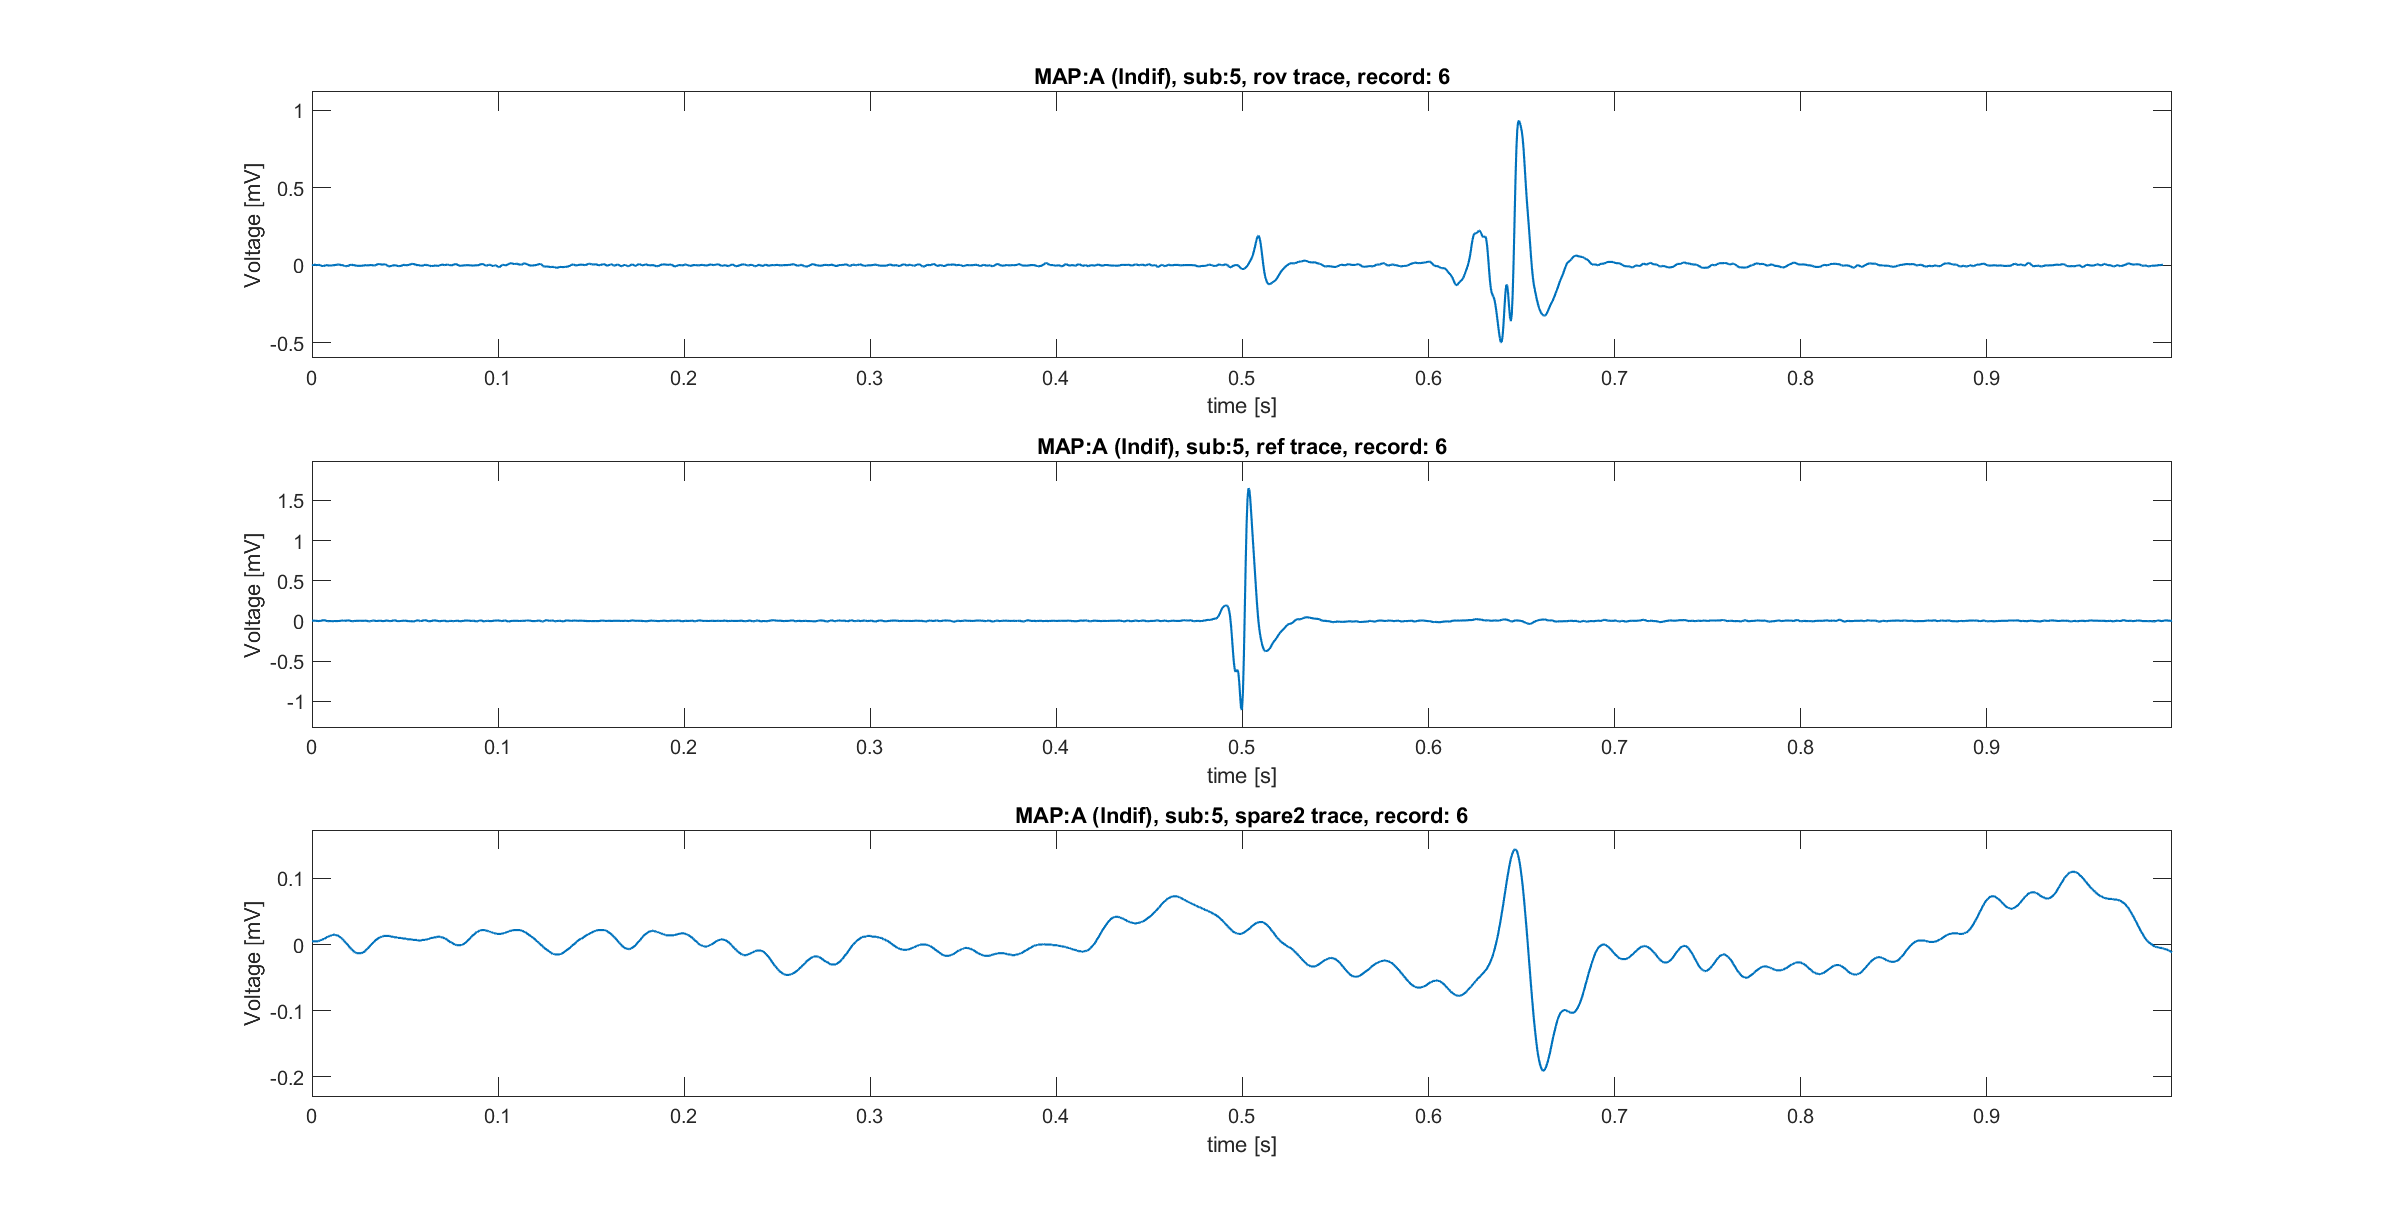 MAP:A (Indif), sub:5, rov trace, record: 6
Voltage [mV]
1
0.5
0
-0.5
0 0.1 0.2 0.3 0.4 0.5 0.6 0.7 0.8 0.9
time [s]
MAP:A (Indif), sub:5, ref trace, record: 6
Voltage [mV]
1.5
1
0.5
0
-0.5
-1
0 0.1 0.2 0.3 0.4 0.5 0.6 0.7 0.8 0.9
time [s]
MAP:A (Indif), sub:5, spare2 trace, record: 6
Voltage [mV]
0.1
0
-0.1
-0.2
0 0.1 0.2 0.3 0.4 0.5 0.6 0.7 0.8 0.9
time [s]